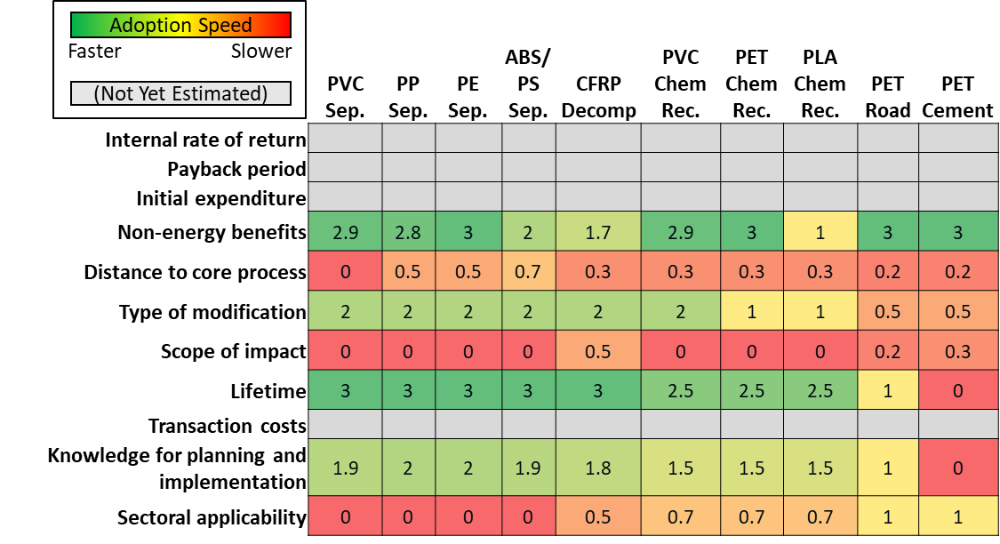 Adoption Speed
Faster Slower
(Not Yet Estimated)
ABS/ PVC PET PLA
PVC PP PE PS CFRP Chem Chem Chem PET PET
Sep. Sep. Sep. Sep. Decomp Rec. Rec. Rec. Road Cement
Internal rate of return
Payback period
Initial expenditure
Non-energy benefits 2.9 2.8 3 2 1.7 2.9 3 1 3 3
Distance to core process 0 0.5 0.5 0.7 0.3 0.3 0.3 0.3 0.2 0.2
Type of modification 2 2 2 2 2 2 1 1 0.5 0.5
Scope of impact 0 0 0 0 0.5 0 0 0 0.2 0.3
Lifetime 3 3 3 3 3 2.5 2.5 2.5 1 0
Transaction costs
Knowledge for planning and
implementation 1.9 2 2 1.9 1.8 1.5 1.5 1.5 1 0
Sectoral applicability 0 0 0 0 0.5 0.7 0.7 0.7 1 1